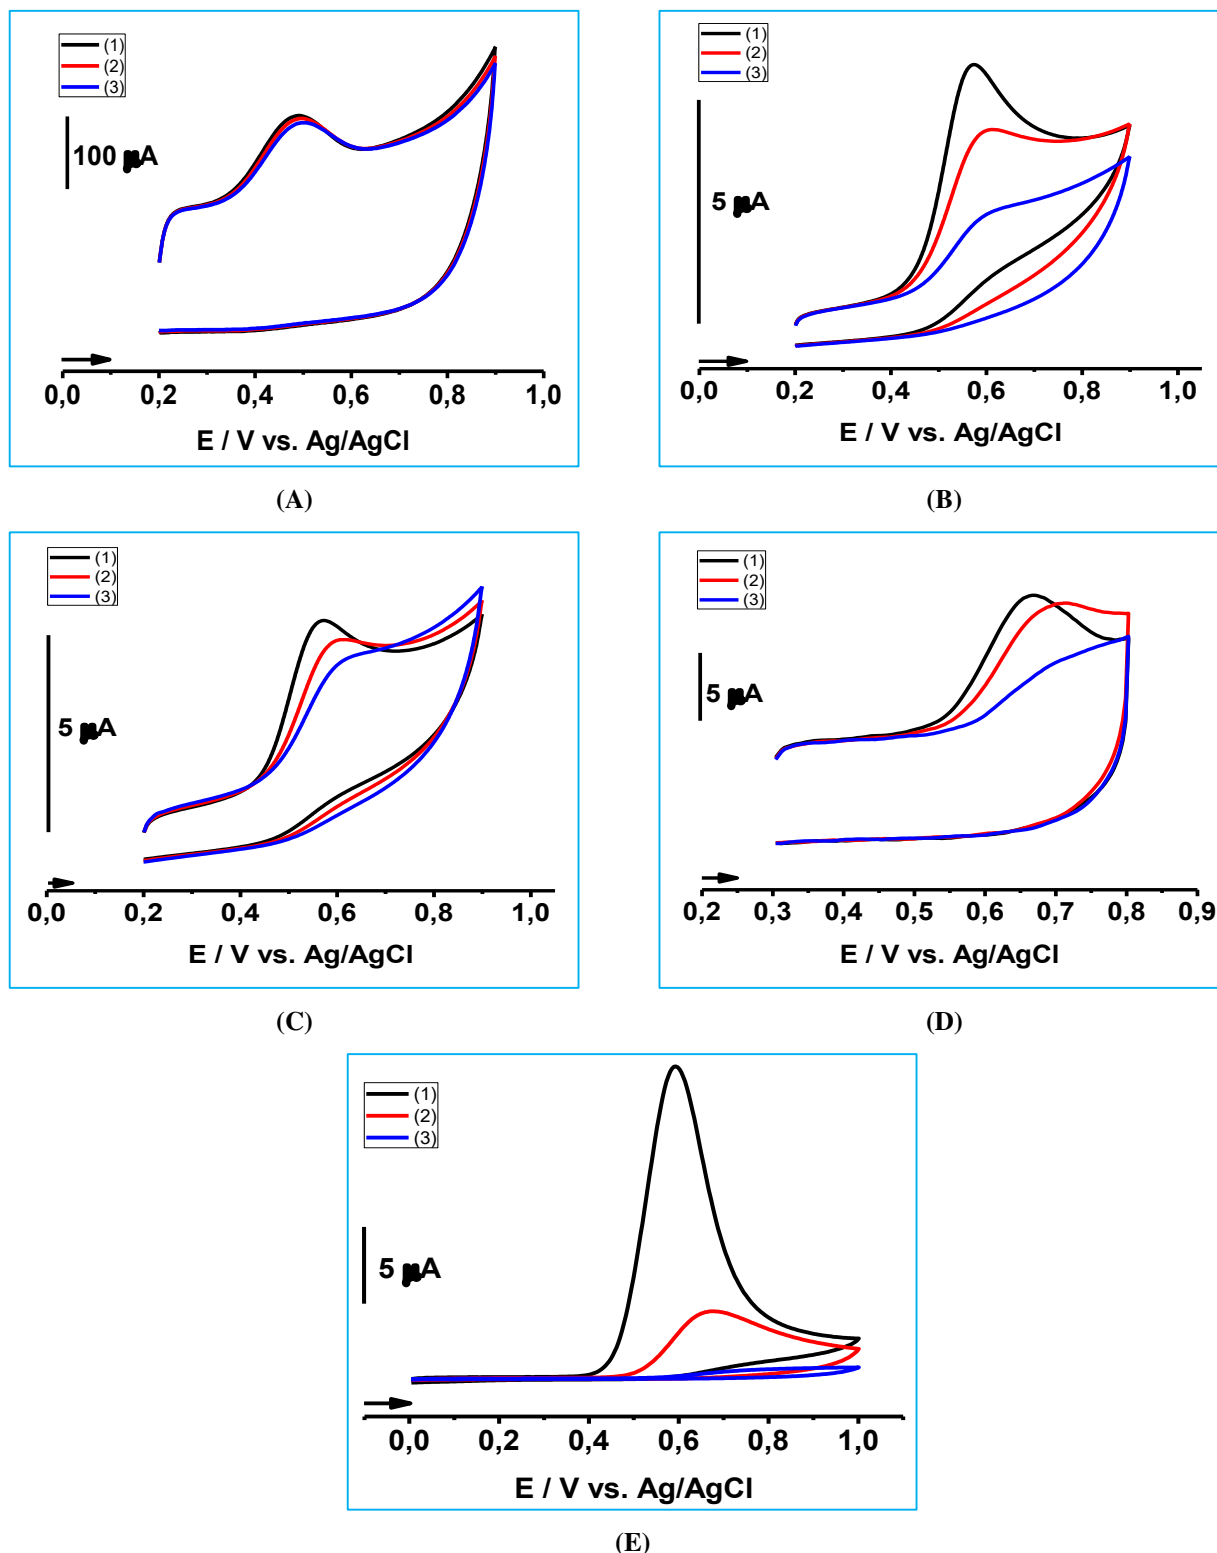 (1)
(2)
(3)
100 µA
0,0 0,2 0,4 0,6 0,8 1,0
E / V vs. Ag/AgCl
(A)
(1)
(2)
(3)
5 µA
0,0 0,2 0,4 0,6 0,8 1,0
E / V vs. Ag/AgCl
(B)
(1)
(2)
(3)
5 µA
0,0 0,2 0,4 0,6 0,8 1,0
E / V vs. Ag/AgCl
(C)
(1)
(2)
(3)
5 µA
0,2 0,3 0,4 0,5 0,6 0,7 0,8 0,9
E / V vs. Ag/AgCl
(D)
(1)
(2)
(3)
5 µA
0,0 0,2 0,4 0,6 0,8 1,0
E / V vs. Ag/AgCl
(E)